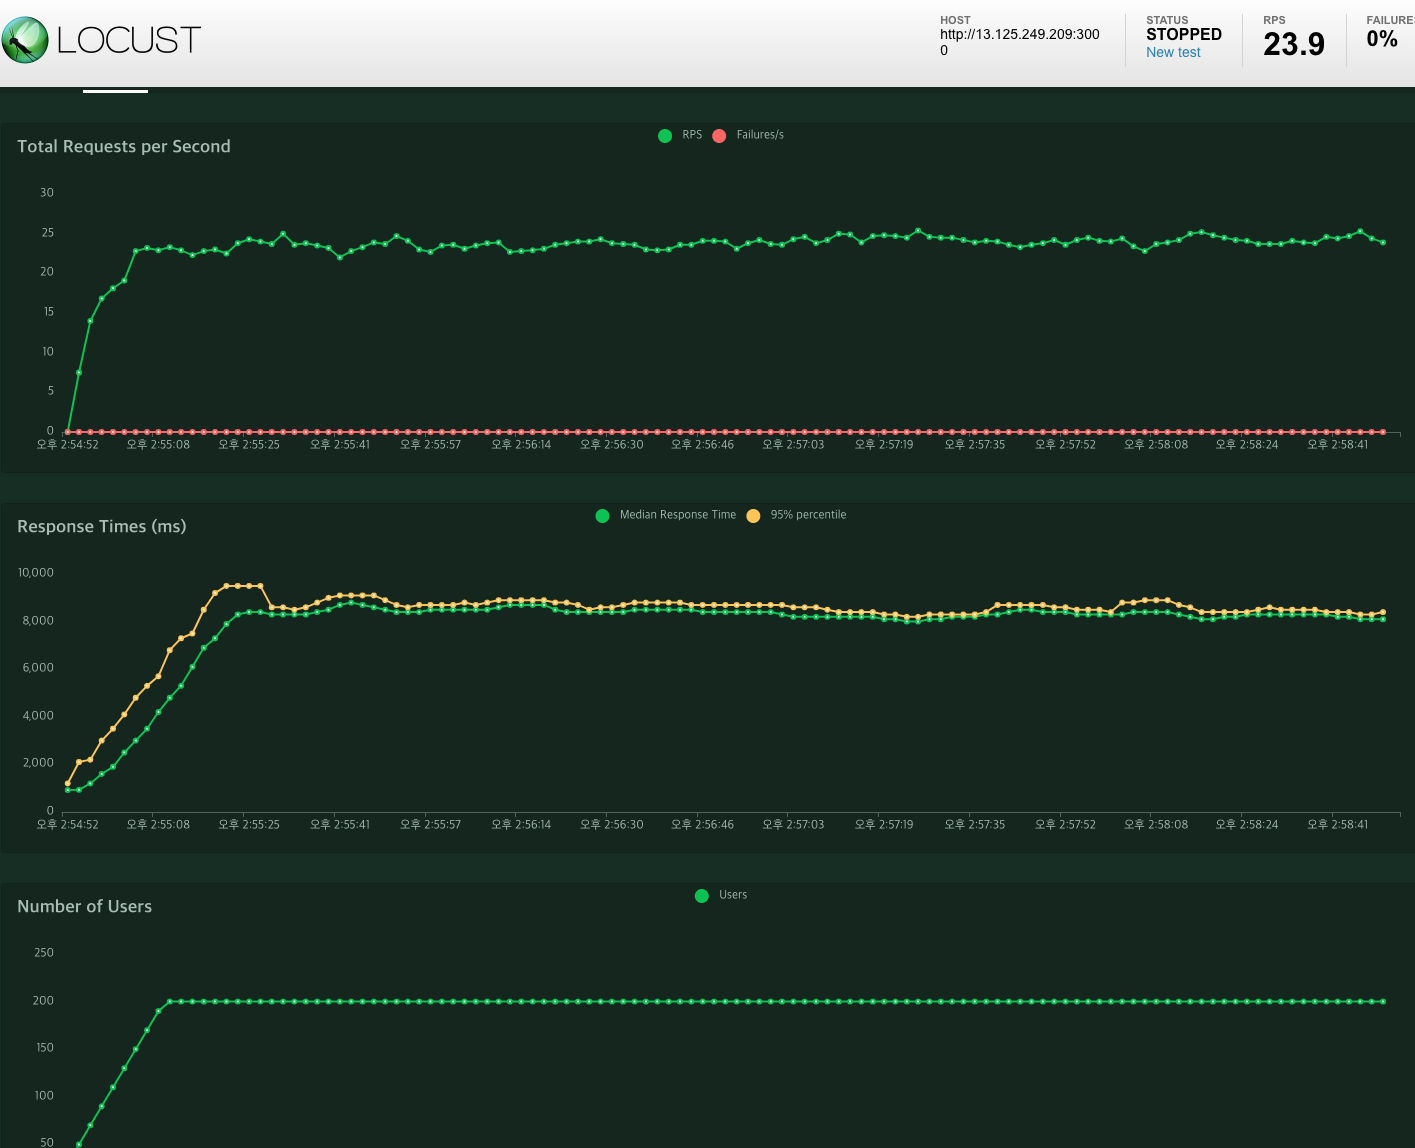 LOCUST
HOST
http://13.125.249.209:300
0
STATUS
STOPPED
New test
RPS
23.9
FAILURE
0%
Total Requests per Second
RPS
Failures/s
30
25
20
15
10
5
0
오후 2:54:52 오후 2:55:08 오후 2:55:25 오후 2:55:41 오후 2:55:57 오후 2:56:14 오후 2:56:30 오후 2:56:46 오후 2:57:03 오후 2:57:19 오후 2:57:35 오후 2:57:52 오후 2:58:08 오후 2:58:24 오후 2:58:41
Response Times (ms)
Median Response Time
95% percentile
10,000
8,000
6,000
4,000
2,000
0
오후 2:54:52 오후 2:55:08 오후 2:55:25 오후 2:55:41 오후 2:55:57 오후 2:56:14 오후 2:56:30 오후 2:56:46 오후 2:57:03 오후 2:57:19 오후 2:57:35 오후 2:57:52 오후 2:58:08 오후 2:58:24 오후 2:58:41
Number of Users
Users
250
200
150
100
50